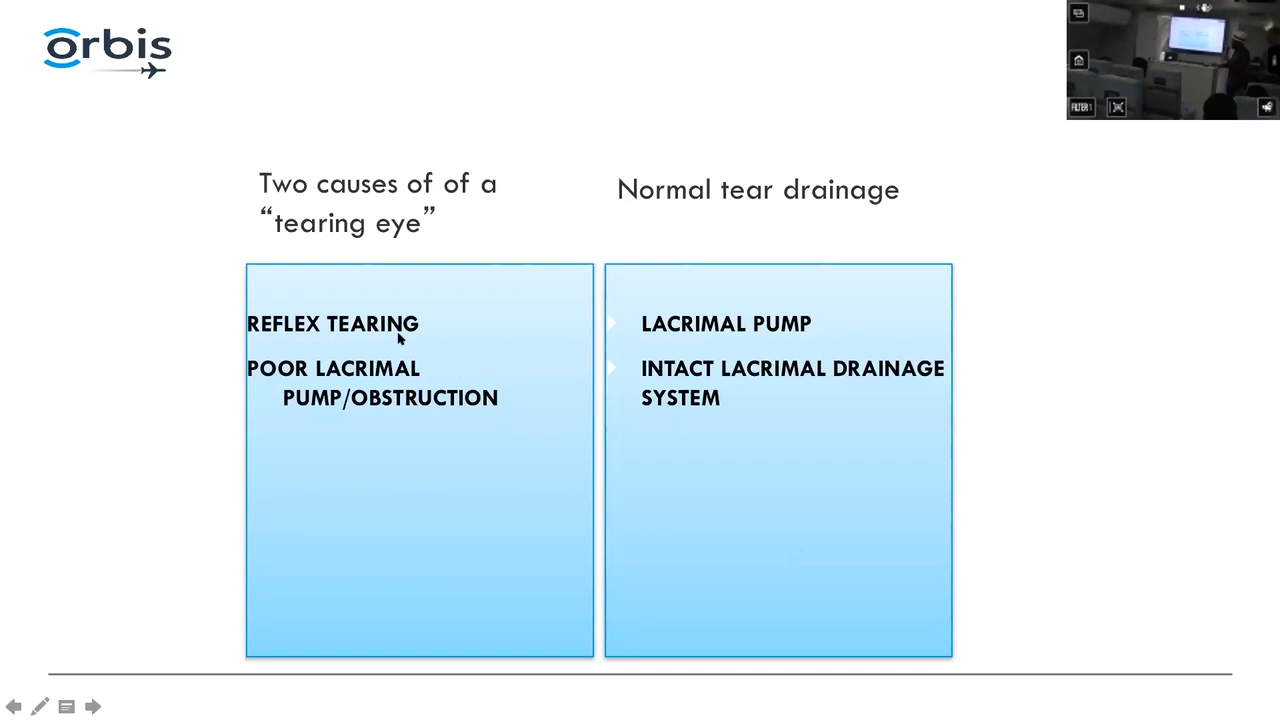 orbis
FILTER1
Two causes of of a
“tearing eye”
Normal tear drainage
REFLEX TEARING
POOR LACRIMAL
PUMP/OBSTRUCTION
LACRIMAL PUMP
INTACT LACRIMAL DRAINAGE
SYSTEM